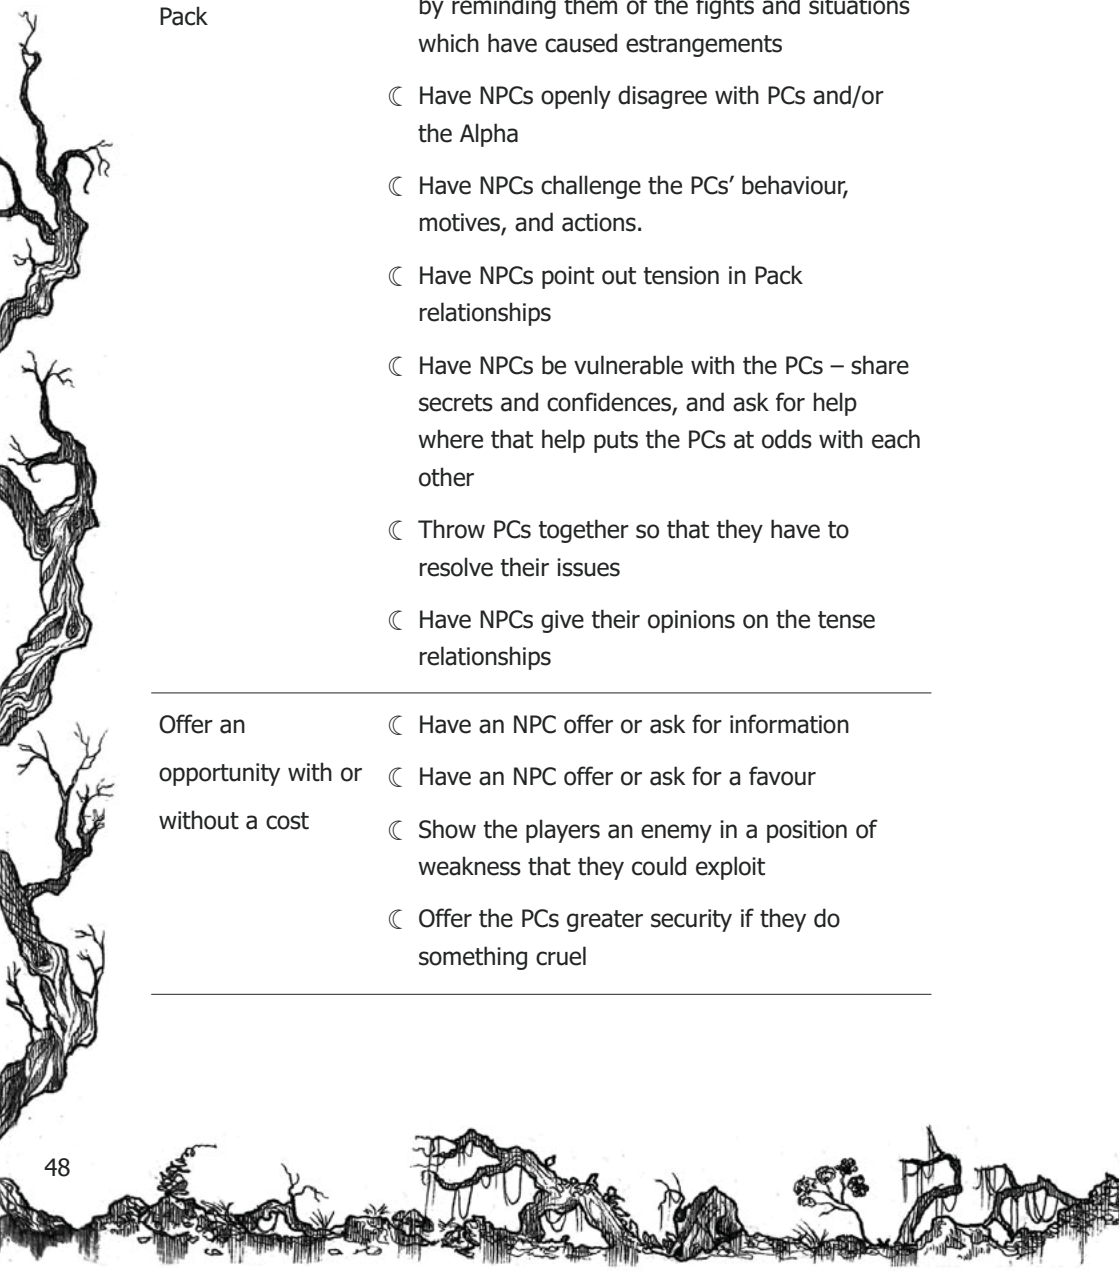 Pack
by reminding them of the fights and situations
which have caused estrangements
☾ Have NPCs openly disagree with PCs and/or
the Alpha
☾ Have NPCs challenge the PCs’ behaviour,
motives, and actions.
☾ Have NPCs point out tension in Pack
relationships
☾ Have NPCs be vulnerable with the PCs – share
secrets and confidences, and ask for help
where that help puts the PCs at odds with each
other
☾ Throw PCs together so that they have to
resolve their issues
☾ Have NPCs give their opinions on the tense
relationships
Offer an
opportunity with or
without a cost
☾ Have an NPC offer or ask for information
☾ Have an NPC offer or ask for a favour
☾ Show the players an enemy in a position of
weakness that they could exploit
☾ Offer the PCs greater security if they do
something cruel
48